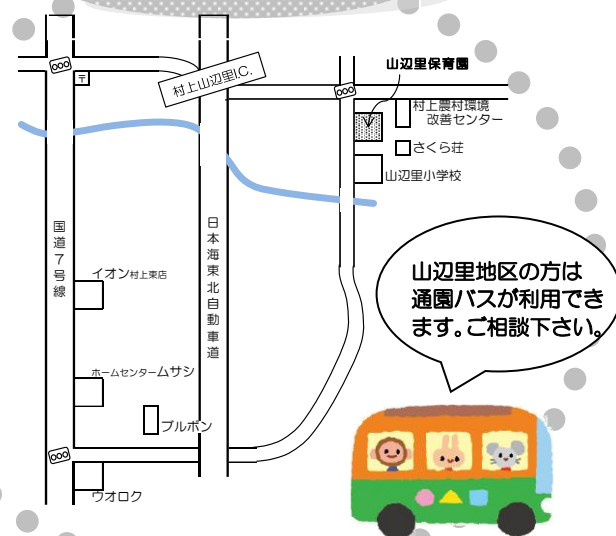 山辺里保育園
〒
村上山辺里I.C.
村上農村環境
改善センター
さくら荘
山辺里小学校
国道7号線
日本海東北自動車道
イオン村上東店
ホームセンタームサシ
ブルボン
ウオロク
山辺里地区の方は
通園バスが利用でき
ます。ご相談下さい。